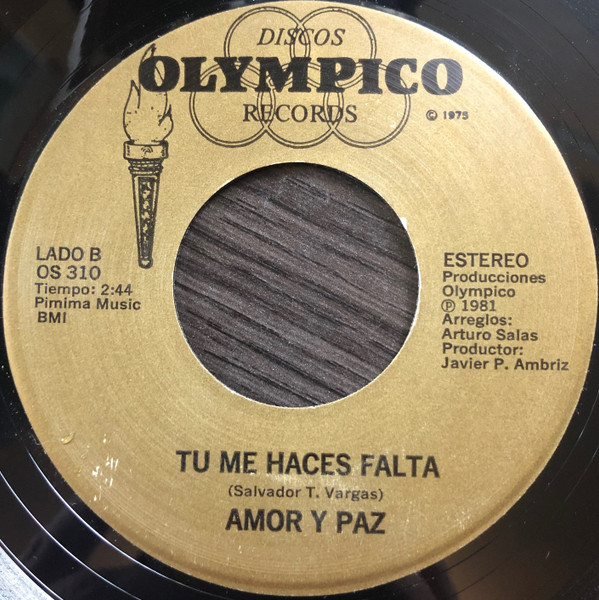 DISCOS
OLYMPICO
RECORDS
© 1975
LADO B
OS 310
Tiempo: 2:44
Pimima Music
BMI
ESTEREO
Producciones
Olympico
℗ 1981
Arreglos:
Arturo Salas
Productor:
Javier P. Ambriz
TU ME HACES FALTA
(Salvador T. Vargas)
AMOR Y PAZ